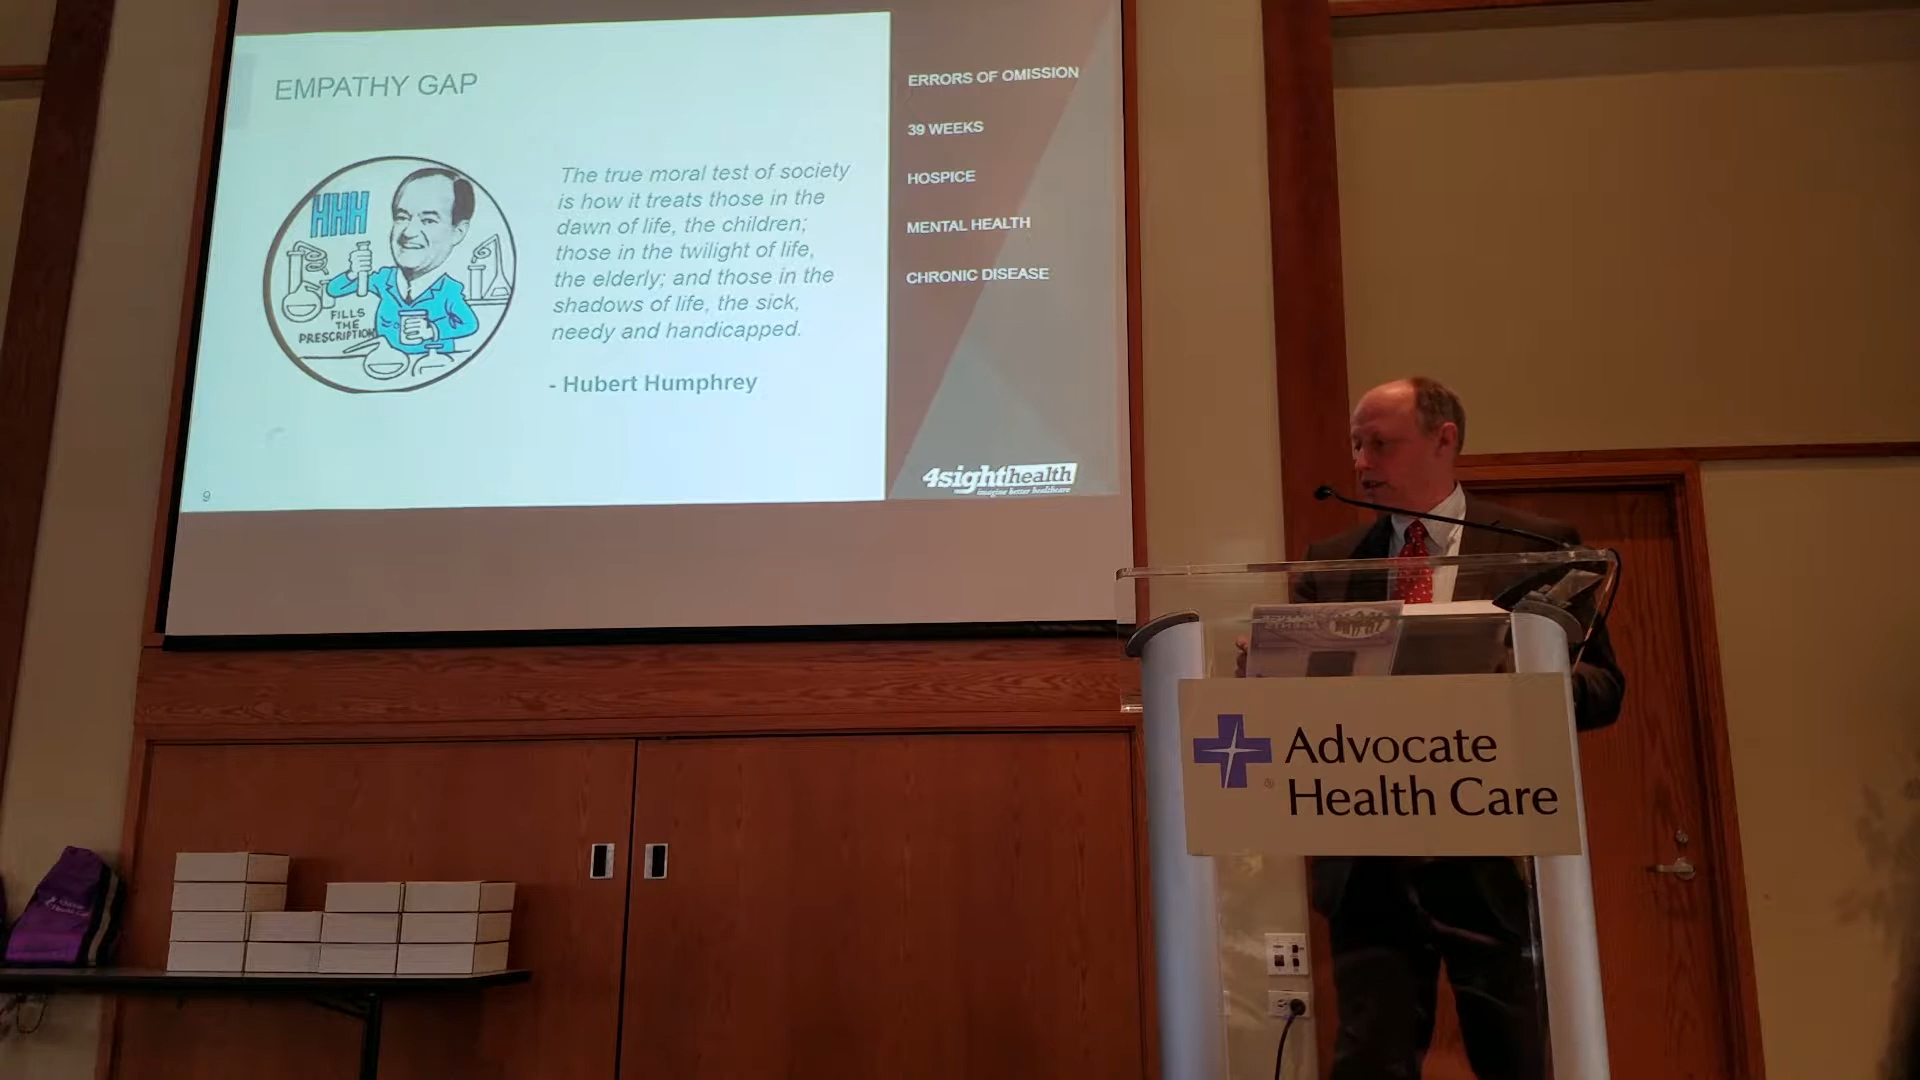 EMPATHY GAP
HHH
FILLS
THE
PRESCRIPTION
The true moral test of society
is how it treats those in the
dawn of life, the children;
those in the twilight of life,
the elderly; and those in the
shadows of life, the sick,
needy and handicapped.
- Hubert Humphrey
9
ERRORS OF OMISSION
39 WEEKS
HOSPICE
MENTAL HEALTH
CHRONIC DISEASE
4sighthealth
imagine better healthcare
Advocate
Health Care
Advocate
Health Care